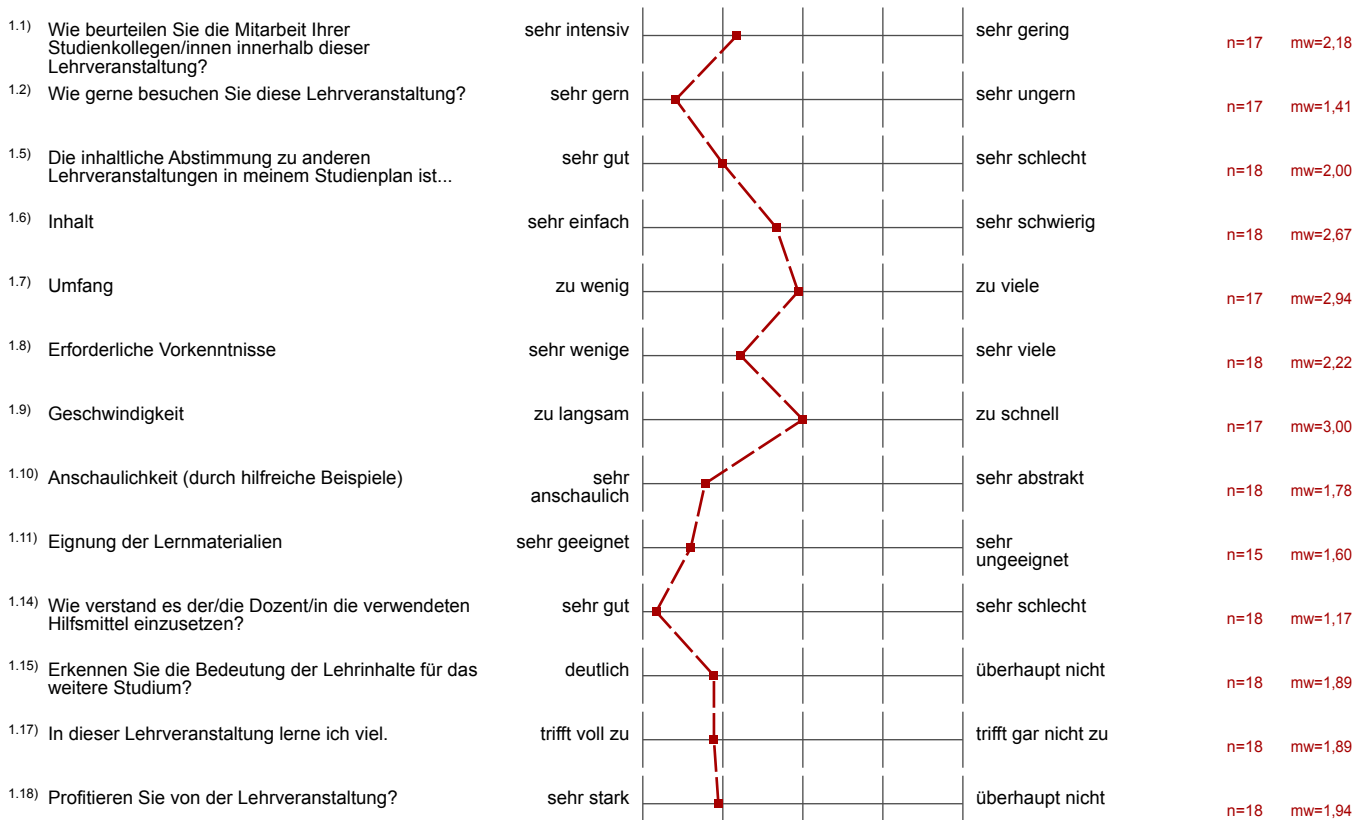 1.1) Wie beurteilen Sie die Mitarbeit Ihrer
Studienkollegen/innen innerhalb dieser
Lehrveranstaltung?
sehr intensiv
sehr gering
n=17 mw=2,18
1.2) Wie gerne besuchen Sie diese Lehrveranstaltung?
sehr gern
sehr ungern
n=17 mw=1,41
1.5) Die inhaltliche Abstimmung zu anderen
Lehrveranstaltungen in meinem Studienplan ist...
sehr gut
sehr schlecht
n=18 mw=2,00
1.6) Inhalt
sehr einfach
sehr schwierig
n=18 mw=2,67
1.7) Umfang
zu wenig
zu viele
n=17 mw=2,94
1.8) Erforderliche Vorkenntnisse
sehr wenige
sehr viele
n=18 mw=2,22
1.9) Geschwindigkeit
zu langsam
zu schnell
n=17 mw=3,00
1.10) Anschaulichkeit (durch hilfreiche Beispiele)
sehr
anschaulich
sehr abstrakt
n=18 mw=1,78
1.11) Eignung der Lernmaterialien
sehr geeignet
sehr
ungeeignet
n=15 mw=1,60
1.14) Wie verstand es der/die Dozent/in die verwendeten
Hilfsmittel einzusetzen?
sehr gut
sehr schlecht
n=18 mw=1,17
1.15) Erkennen Sie die Bedeutung der Lehrinhalte für das
weitere Studium?
deutlich
überhaupt nicht
n=18 mw=1,89
1.17) In dieser Lehrveranstaltung lerne ich viel.
trifft voll zu
trifft gar nicht zu
n=18 mw=1,89
1.18) Profitieren Sie von der Lehrveranstaltung?
sehr stark
überhaupt nicht
n=18 mw=1,94